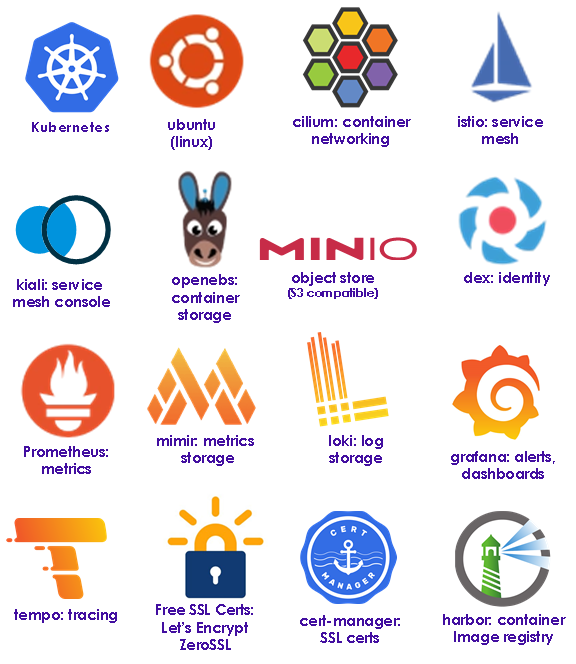 Kubernetes
ubuntu
(linux)
cilium: container
networking
istio: service
mesh
kiali: service
mesh console
openebs:
container
storage
MINIO
object store
(S3 compatible)
dex: identity
Prometheus:
metrics
mimir: metrics
storage
loki: log
storage
grafana: alerts,
dashboards
tempo: tracing
Free SSL Certs:
Let's Encrypt
ZeroSSL
CERT
MANAGER
cert-manager:
SSL certs
harbor: container
Image registry